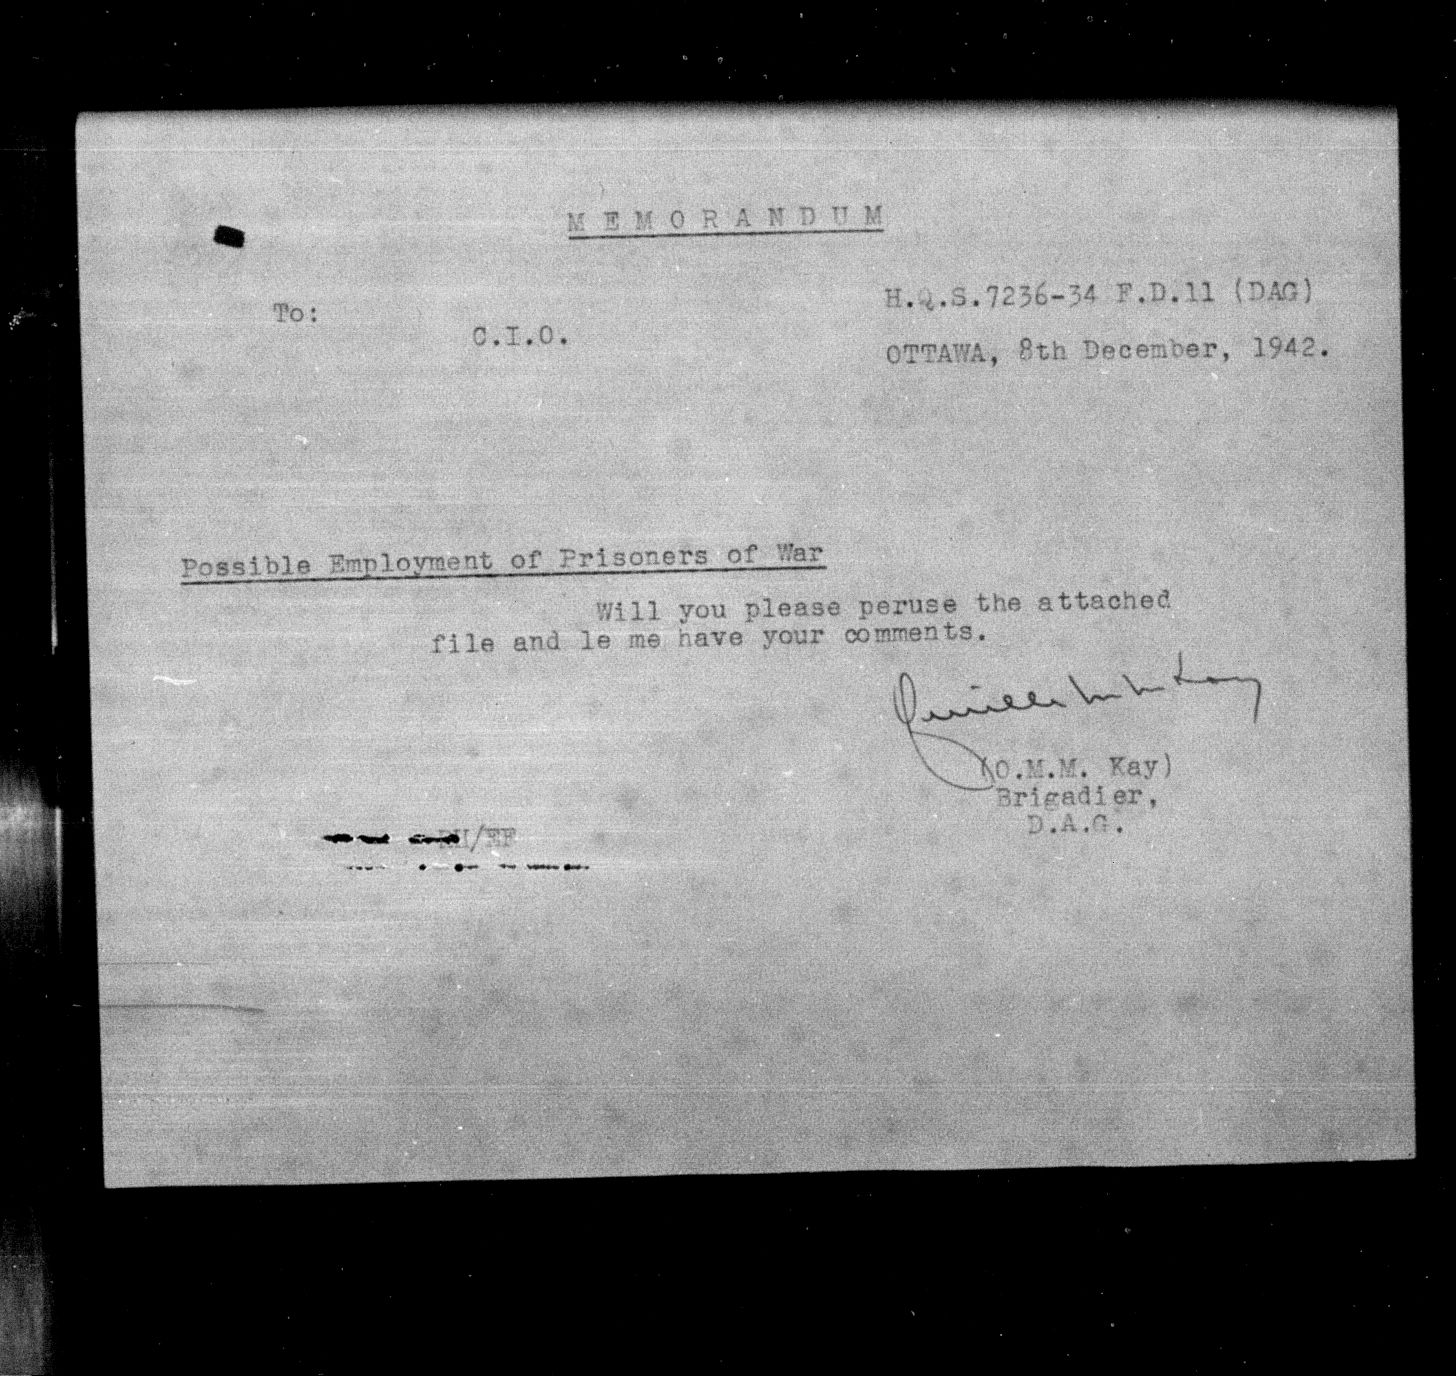 MEMORANDUM
H.Q.S.7236-34 F.D.11 (DAG)
To:
C.I.O.
OTTAWA, 8th December, 1942.
Possible Employment of Prisoners of War
Will you please peruse the attached
file and le me have your comments.
(O.M.M. Kay)
Brigadier,
D.A.G.